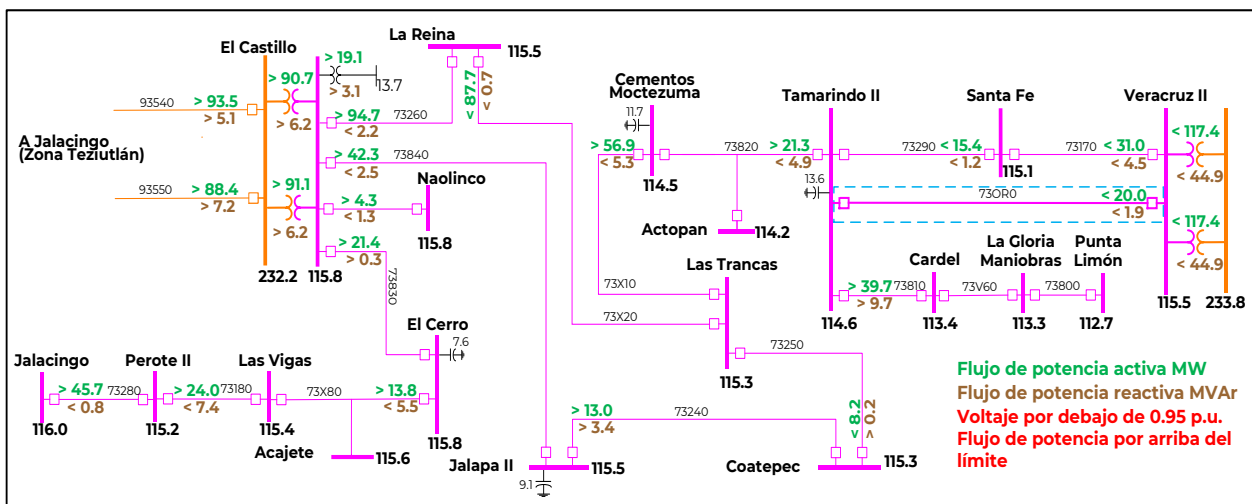 El Castillo
93540
> 93.5
> 5.1
A Jalacingo
(Zona Teziutlán)
93550
> 88.4
> 7.2
> 90.7
> 6.2
> 91.1
> 6.2
232.2
115.8
> 19.1
> 3.1
13.7
> 94.7
< 2.2
73260
> 42.3
< 2.5
73840
Naolinco
> 4.3
< 1.3
115.8
> 21.4
> 0.3
73830
La Reina
115.5
< 87.7
< 0.7
Cementos
Moctezuma
11.7
> 56.9
< 5.3
114.5
73820
Actopan
114.2
73X10
73X20
Las Trancas
115.3
73250
Tamarindo II
> 21.3
< 4.9
13.6
114.6
73290
Santa Fe
< 15.4
< 1.2
115.1
73170
Veracruz II
< 31.0
< 4.5
< 117.4
< 44.9
73OR0
< 20.0
< 1.9
< 117.4
< 44.9
115.5
233.8
> 39.7
> 9.7
73810
Cardel
113.4
73V60
La Gloria
Maniobras
113.3
73800
Punta
Limón
112.7
El Cerro
7.6
115.8
Jalacingo
> 45.7
< 0.8
116.0
73280
Perote II
> 24.0
< 7.4
115.2
73180
Las Vigas
115.4
73X80
> 13.8
< 5.5
Acajete
115.6
Jalapa II
115.5
9.1
> 13.0
> 3.4
73240
< 8.2
> 0.2
Coatepec
115.3
Flujo de potencia activa MW
Flujo de potencia reactiva MVAr
Voltaje por debajo de 0.95 p.u.
Flujo de potencia por arriba del
límite